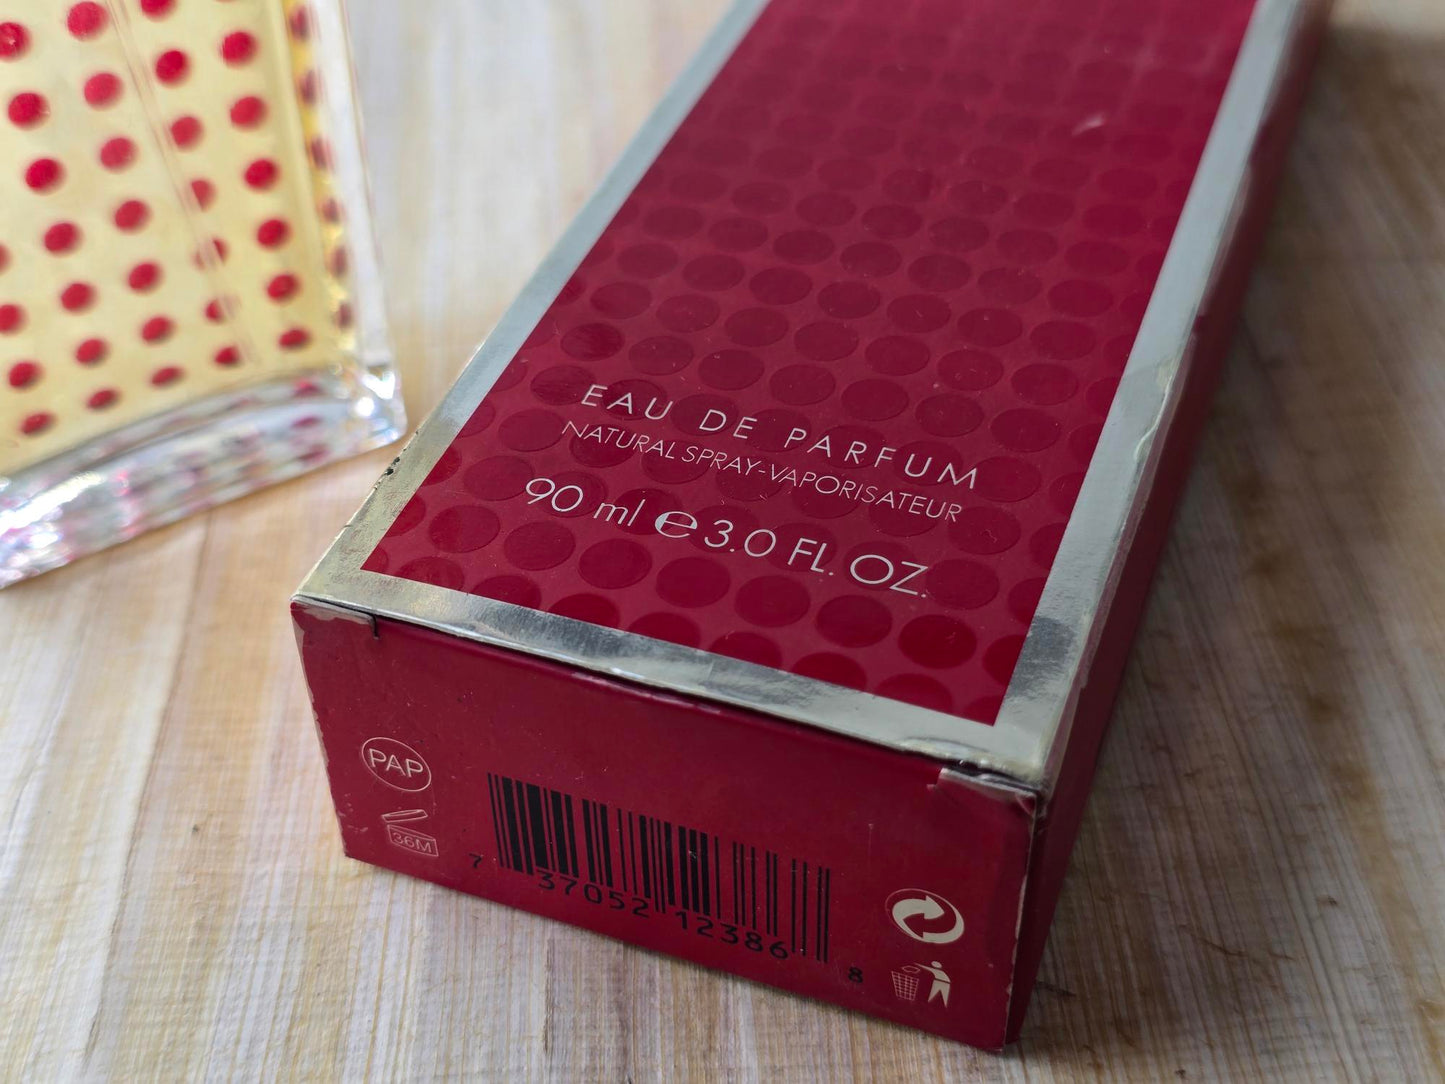 EAU DE PARFUM
NATURAL SPRAY-VAPORISATEUR
90 ml ℮ 3.0 FL. OZ.
PAP
36M
7 37052 12386 8